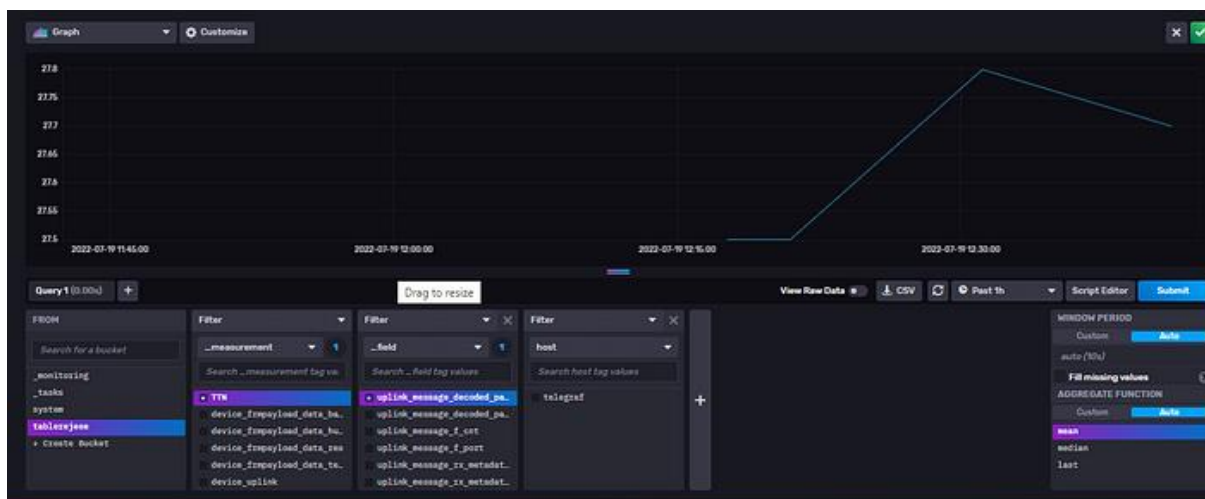 Graph
Customize
27.8
27.75
27.7
27.65
27.6
27.55
27.5
2022-07-19 11:45:00
2022-07-19 12:00:00
2022-07-19 12:15:00
2022-07-19 12:30:00
Query 1 (0.00s)
+
Drag to resize
View Raw Data
CSV
Past 1h
Script Editor
Submit
FROM
Search for a bucket
_monitoring
_tasks
system
tablerejose
+ Create Bucket
Filter
_measurement
1
Search _measurement tag va
TTN
device_frmpayload_data_ba…
device_frmpayload_data_hu…
device_frmpayload_data_res
device_frmpayload_data_te…
device_uplink
Filter
_field
1
Search _field tag values
uplink_message_decoded_pa…
uplink_message_decoded_pa…
uplink_message_f_cnt
uplink_message_f_port
uplink_message_rx_metadat…
uplink_message_rx_metadat…
Filter
host
Search host tag values
telegraf
+
WINDOW PERIOD
Custom
Auto
auto (10s)
Fill missing values
AGGREGATE FUNCTION
Custom
Auto
mean
median
last